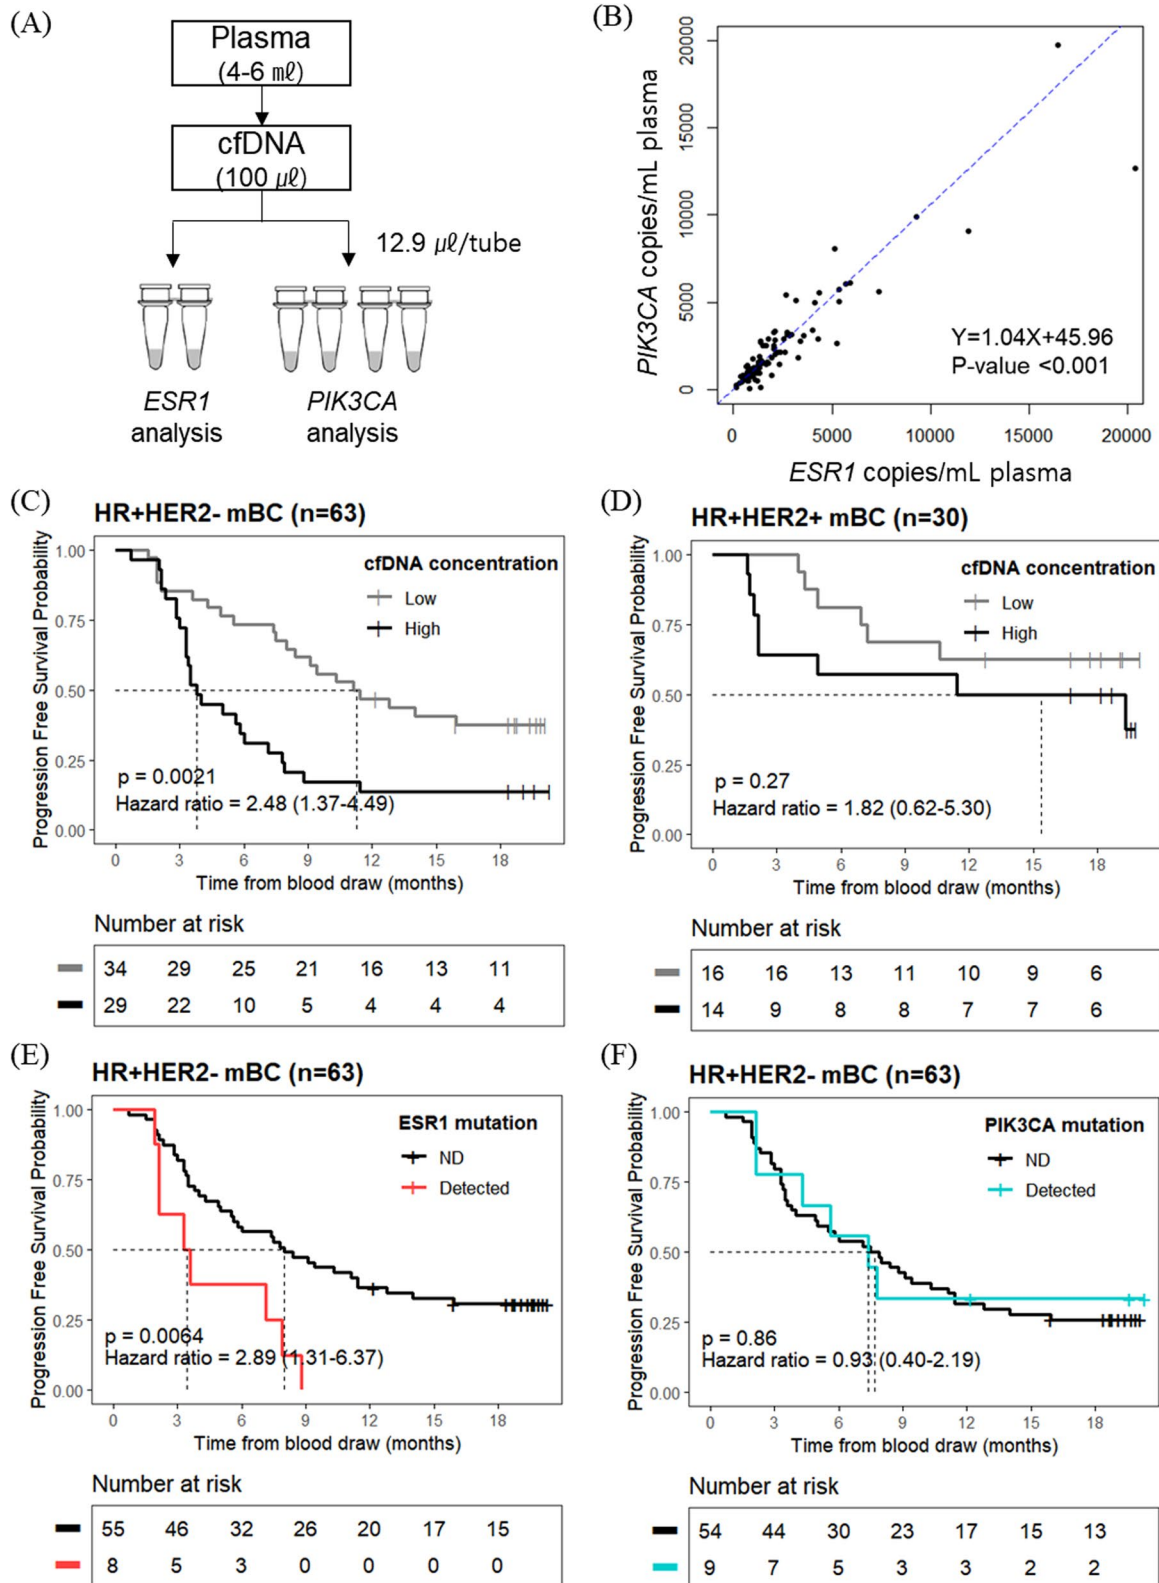 (A)
Plasma
(4-6 ㎖)
cfDNA
(100 ㎕)
12.9 ㎕/tube
ESR1
analysis
PIK3CA
analysis
(B)
PIK3CA copies/mL plasma
20000
15000
10000
5000
0
Y=1.04X+45.96
P-value <0.001
0 5000 10000 15000 20000
ESR1 copies/mL plasma
(C)
HR+HER2- mBC (n=63)
Progression Free Survival Probability
1.00
0.75
0.50
0.25
0.00
cfDNA concentration
Low
High
p = 0.0021
Hazard ratio = 2.48 (1.37-4.49)
0 3 6 9 12 15 18
Time from blood draw (months)
Number at risk
34 29 25 21 16 13 11
29 22 10 5 4 4 4
(D)
HR+HER2+ mBC (n=30)
Progression Free Survival Probability
1.00
0.75
0.50
0.25
0.00
cfDNA concentration
Low
High
p = 0.27
Hazard ratio = 1.82 (0.62-5.30)
0 3 6 9 12 15 18
Time from blood draw (months)
Number at risk
16 16 13 11 10 9 6
14 9 8 8 7 7 6
(E)
HR+HER2- mBC (n=63)
Progression Free Survival Probability
1.00
0.75
0.50
0.25
0.00
ESR1 mutation
ND
Detected
p = 0.0064
Hazard ratio = 2.89 (1.31-6.37)
0 3 6 9 12 15 18
Time from blood draw (months)
Number at risk
55 46 32 26 20 17 15
8 5 3 0 0 0 0
(F)
HR+HER2- mBC (n=63)
Progression Free Survival Probability
1.00
0.75
0.50
0.25
0.00
PIK3CA mutation
ND
Detected
p = 0.86
Hazard ratio = 0.93 (0.40-2.19)
0 3 6 9 12 15 18
Time from blood draw (months)
Number at risk
54 44 30 23 17 15 13
9 7 5 3 3 2 2